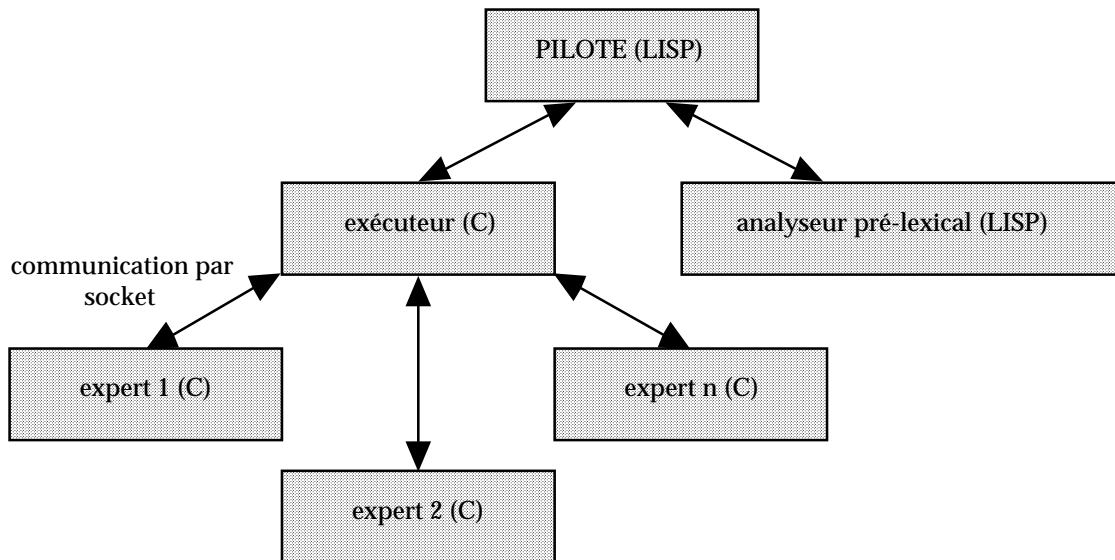 PILOTE (LISP)
exécuteur (C)
analyseur pré-lexical (LISP)
communication par
socket
expert 1 (C)
expert n (C)
expert 2 (C)